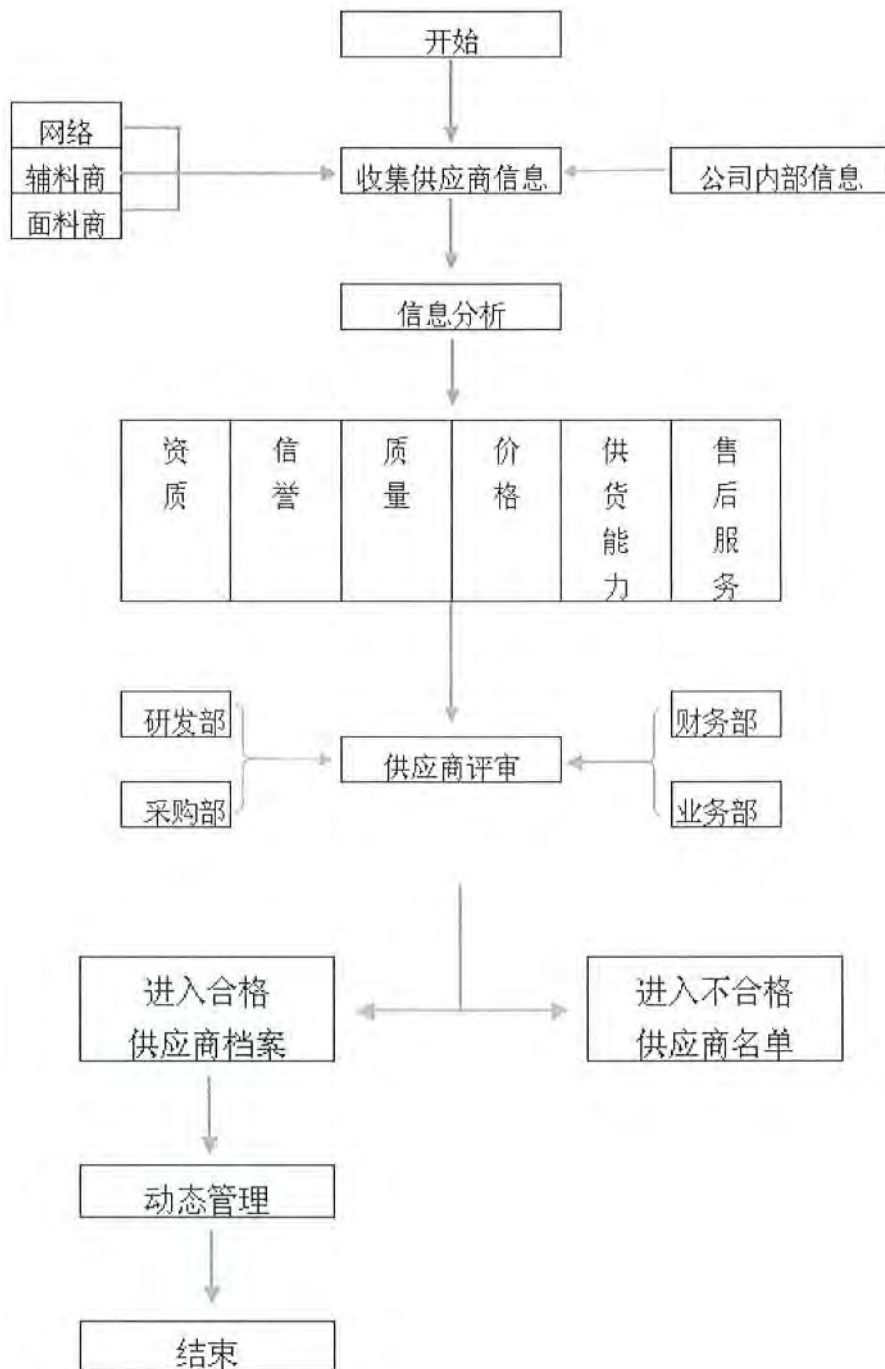 开始
网络
辅料商
面料商
收集供应商信息
公司内部信息
信息分析
资质
信誉
质量
价格
供货能力
售后服务
研发部
采购部
供应商评审
财务部
业务部
进入合格
供应商档案
进入不合格
供应商名单
动态管理
结束